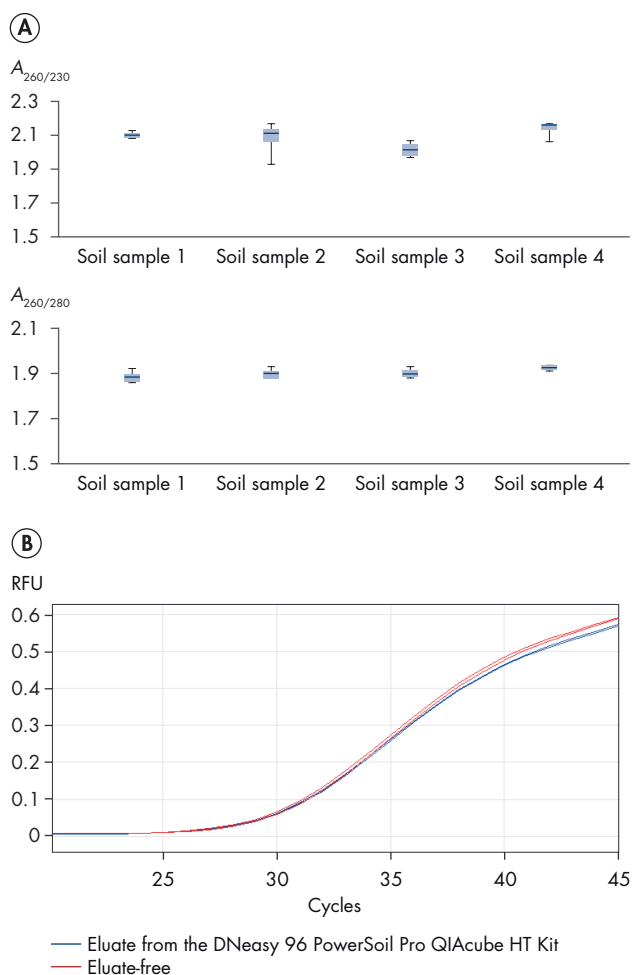 A
A260/230
2.3
2.1
1.9
1.7
1.5
Soil sample 1 Soil sample 2 Soil sample 3 Soil sample 4
A260/280
2.1
1.9
1.7
1.5
Soil sample 1 Soil sample 2 Soil sample 3 Soil sample 4
B
RFU
0.6
0.5
0.4
0.3
0.2
0.1
0
25 30 35 40 45
Cycles
Eluate from the DNeasy 96 PowerSoil Pro QIAcube HT Kit
Eluate-free